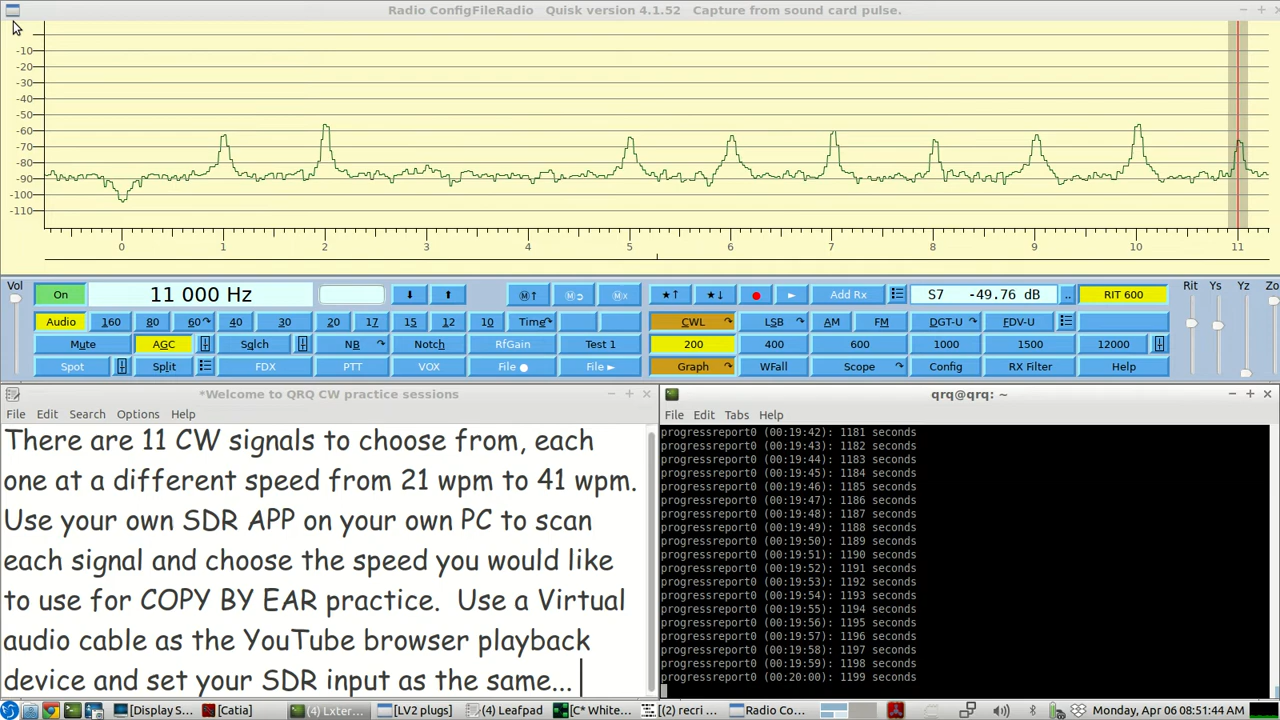 Radio ConfigFileRadio   Quisk version 4.1.52   Capture from sound card pulse.
-10
-20
-30
-40
-50
-60
-70
-80
-90
-100
-110
0 1 2 3 4 5 6 7 8 9 10 11
Vol On 11 000 Hz M↑ Mↄ Mx ★↑ ★↓ Add Rx S7 -49.76 dB .. RIT 600 Rit Ys Yz Zo
Audio 160 80 60 40 30 20 17 15 12 10 Time CWL LSB AM FM DGT-U FDV-U
Mute AGC Sqlch NB Notch RfGain Test 1 200 400 600 1000 1500 12000
Spot Split FDX PTT VOX File ● File ► Graph WFall Scope Config RX Filter Help
*Welcome to QRQ CW practice sessions
File Edit Search Options Help
There are 11 CW signals to choose from, each
one at a different speed from 21 wpm to 41 wpm.
Use your own SDR APP on your own PC to scan
each signal and choose the speed you would like
to use for COPY BY EAR practice.  Use a Virtual
audio cable as the YouTube browser playback
device and set your SDR input as the same...
qrq@qrq: ~
File Edit Tabs Help
progressreport0 (00:19:42): 1181 seconds
progressreport0 (00:19:43): 1182 seconds
progressreport0 (00:19:44): 1183 seconds
progressreport0 (00:19:45): 1184 seconds
progressreport0 (00:19:46): 1185 seconds
progressreport0 (00:19:47): 1186 seconds
progressreport0 (00:19:48): 1187 seconds
progressreport0 (00:19:49): 1188 seconds
progressreport0 (00:19:50): 1189 seconds
progressreport0 (00:19:51): 1190 seconds
progressreport0 (00:19:52): 1191 seconds
progressreport0 (00:19:53): 1192 seconds
progressreport0 (00:19:54): 1193 seconds
progressreport0 (00:19:55): 1194 seconds
progressreport0 (00:19:56): 1195 seconds
progressreport0 (00:19:57): 1196 seconds
progressreport0 (00:19:58): 1197 seconds
progressreport0 (00:19:59): 1198 seconds
progressreport0 (00:20:00): 1199 seconds
[Display S... [Catia] (4) Lxter... [LV2 plugs] (4) Leafpad [C* White... (2) recri... Radio Co... Monday, Apr 06 08:51:44 AM